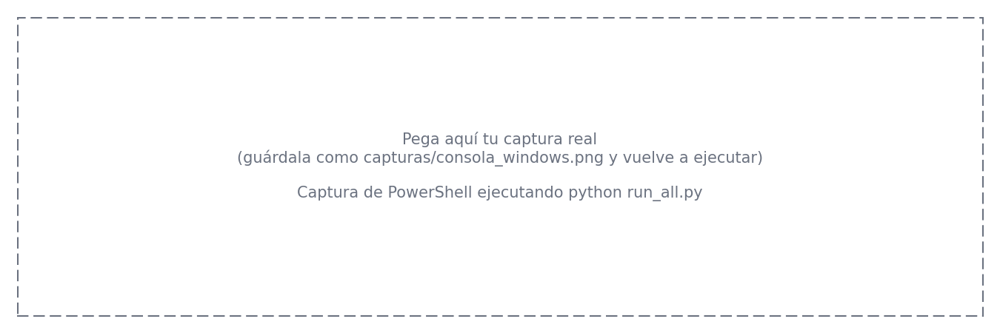 Pega aquí tu captura real
(guárdala como capturas/consola_windows.png y vuelve a ejecutar)
Captura de PowerShell ejecutando python run_all.py